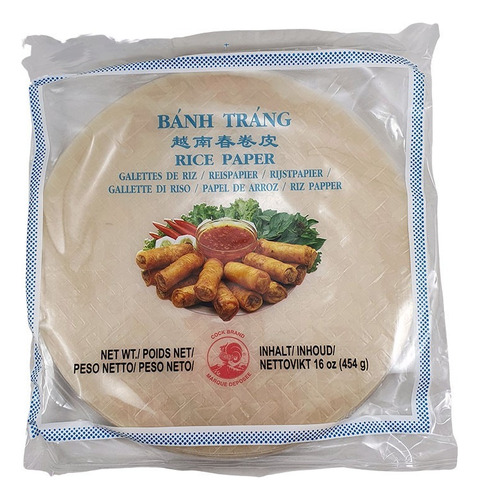 BÁNH TRÁNG
越南春卷皮
RICE PAPER
GALETTES DE RIZ / REISPAPIER / RIJSTPAPIER /
GALLETTE DI RISO / PAPEL DE ARROZ / RIZ PAPPER
COCK BRAND
MARQUE DEPOSEE
NET WT./ POIDS NET/
PESO NETTO/ PESO NETO/
INHALT/ INHOUD/
NETTOVIKT 16 oz (454 g)